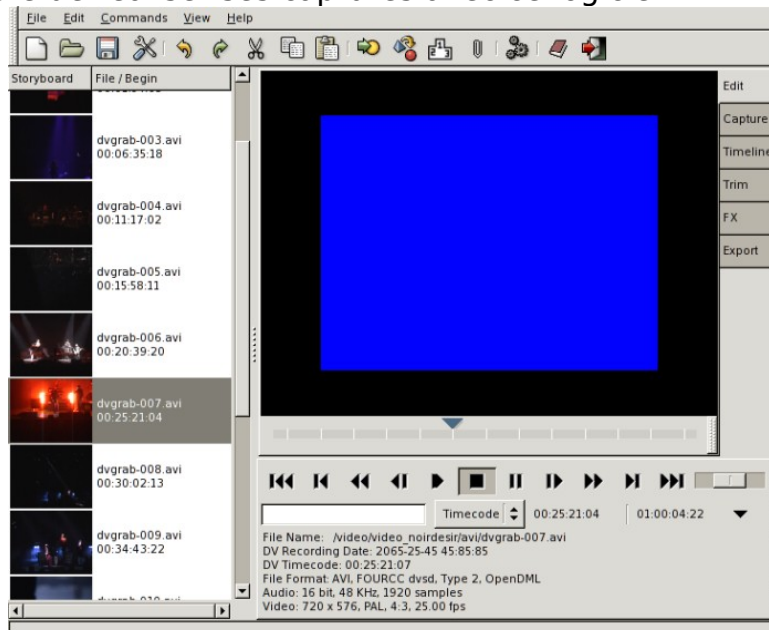 File Edit Commands View Help
Storyboard File / Begin
dvgrab-003.avi
00:06:35:18
dvgrab-004.avi
00:11:17:02
dvgrab-005.avi
00:15:58:11
dvgrab-006.avi
00:20:39:20
dvgrab-007.avi
00:25:21:04
dvgrab-008.avi
00:30:02:13
dvgrab-009.avi
00:34:43:22
Edit
Capture
Timeline
Trim
FX
Export
Timecode 00:25:21:04 01:00:04:22
File Name: /video/video_noirdesir/avi/dvgrab-007.avi
DV Recording Date: 2065-25-45 45:85:85
DV Timecode: 00:25:21:07
File Format: AVI, FOURCC dvsd, Type 2, OpenDML
Audio: 16 bit, 48 KHz, 1920 samples
Video: 720 x 576, PAL, 4:3, 25.00 fps